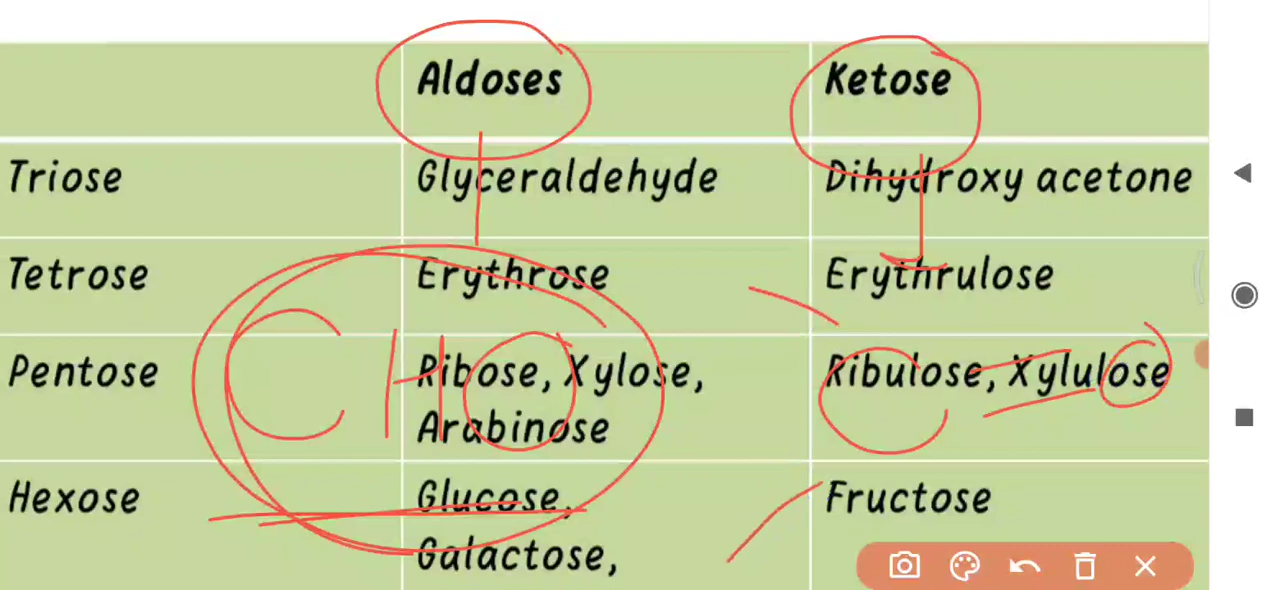 Aldoses Ketose
Triose Glyceraldehyde Dihydroxy acetone
Tetrose Erythrose Erythrulose
Pentose Ribose, Xylose, Ribulose, Xylulose
Arabinose
Hexose Glucose, Fructose
Galactose,
CHO